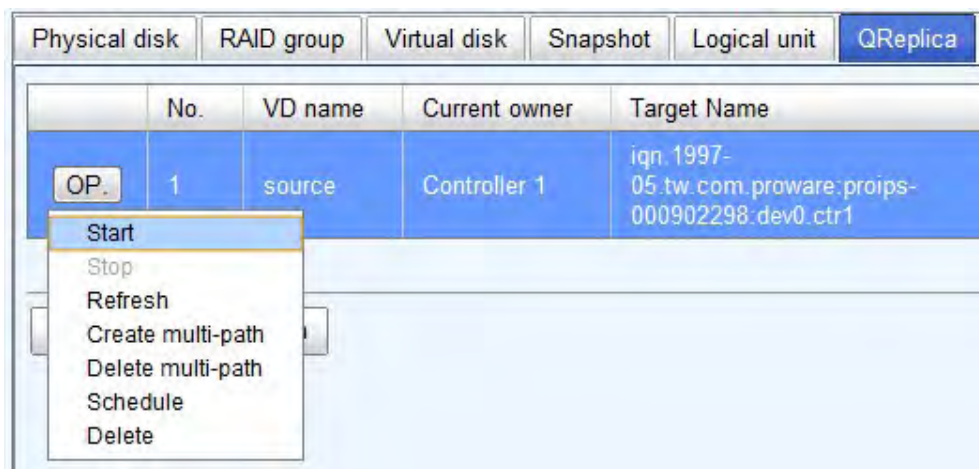 Physical disk RAID group Virtual disk Snapshot Logical unit QReplica
No. VD name Current owner Target Name
OP. 1 source Controller 1 iqn.1997-
05.tw.com.proware:proips-
000902298:dev0.ctr1
Start
Stop
Refresh
Create multi-path
Delete multi-path
Schedule
Delete